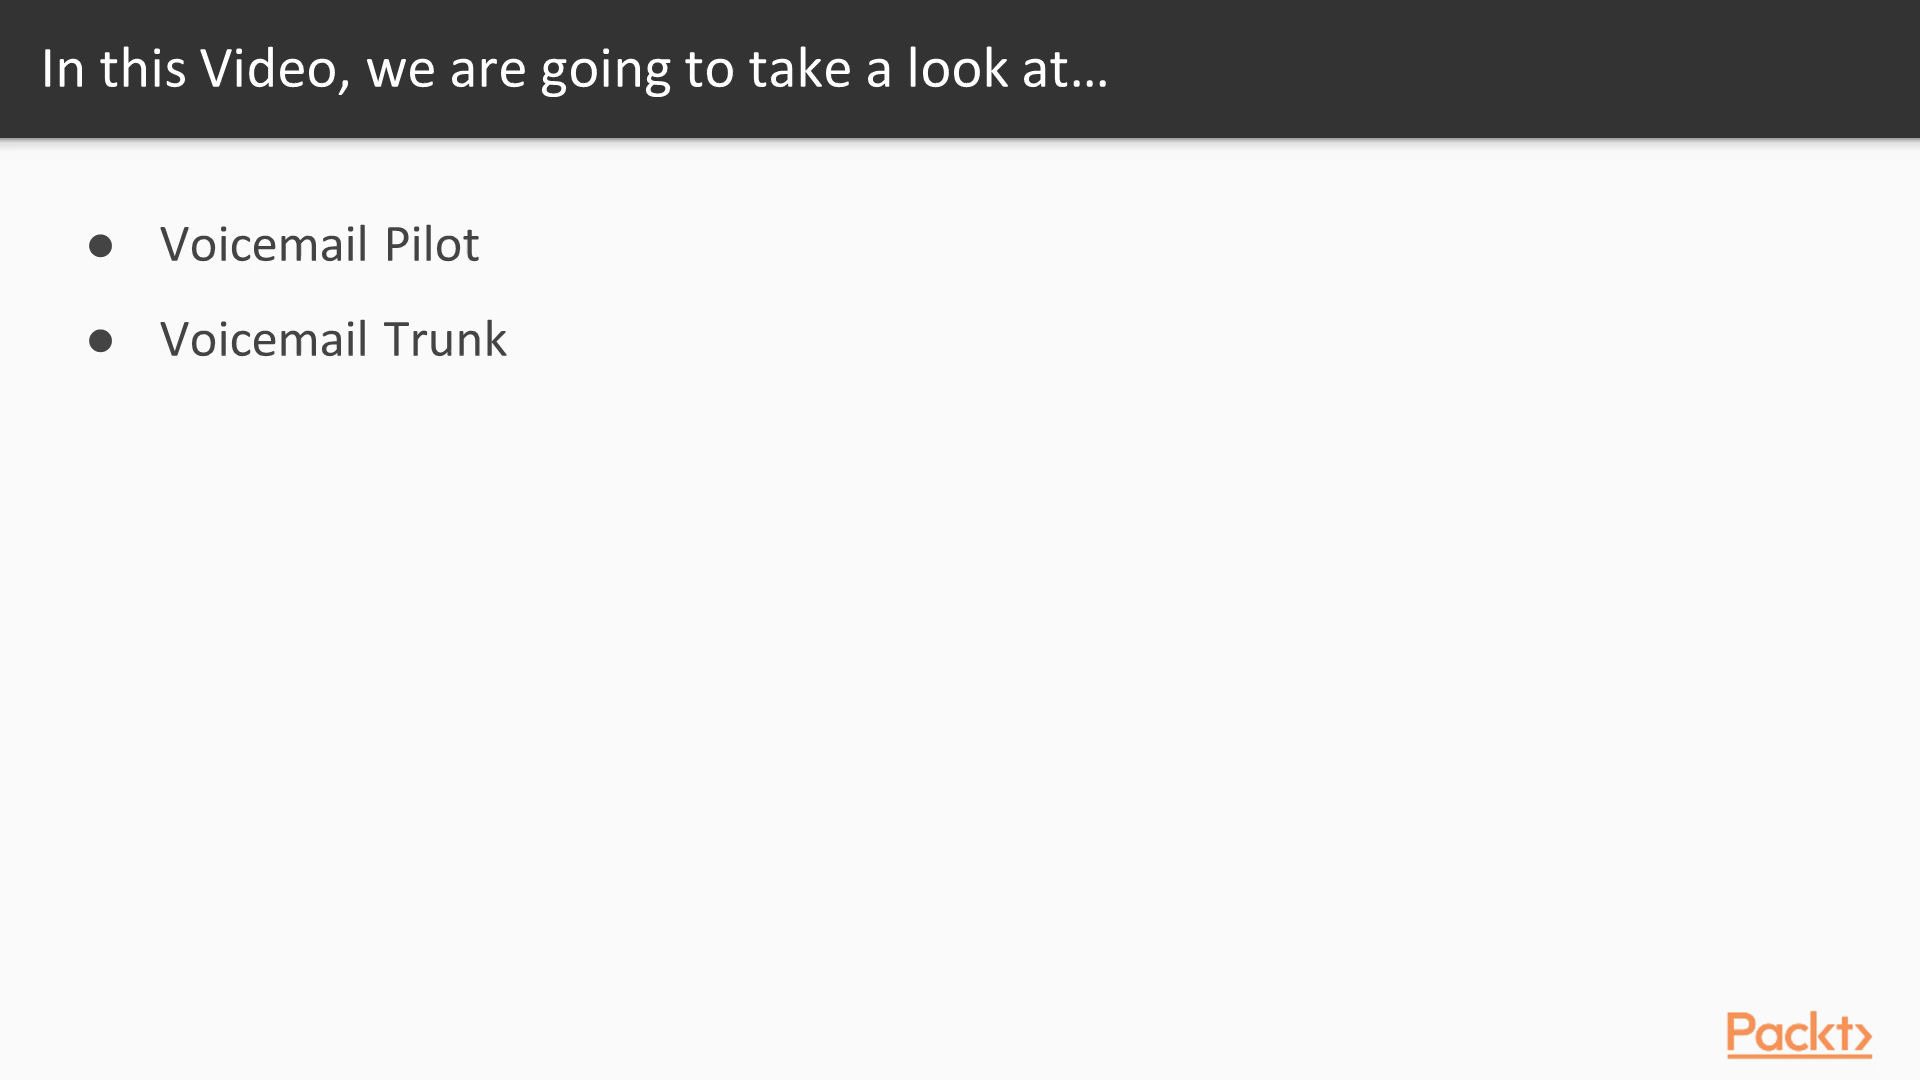 In this Video, we are going to take a look at…
● Voicemail Pilot
● Voicemail Trunk
Packt>